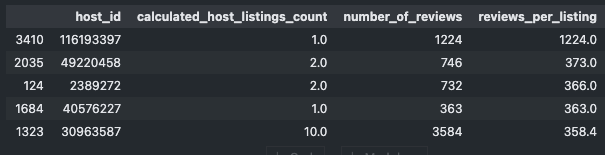 host_id calculated_host_listings_count number_of_reviews reviews_per_listing
3410 116193397 1.0 1224 1224.0
2035 49220458 2.0 746 373.0
124 2389272 2.0 732 366.0
1684 40576227 1.0 363 363.0
1323 30963587 10.0 3584 358.4